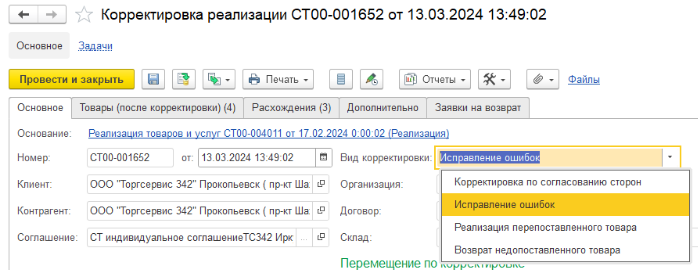 Корректировка реализации СТ00-001652 от 13.03.2024 13:49:02
Основное Задачи
Провести и закрыть Печать Отчеты Файлы
Основное Товары (после корректировки) (4) Расхождения (3) Дополнительно Заявки на возврат
Основание: Реализация товаров и услуг СТ00-004011 от 17.02.2024 0:00:02 (Реализация)
Номер: СТ00-001652 от: 13.03.2024 13:49:02 Вид корректировки: Исправление ошибок
Клиент: ООО "Торгсервис 342" Прокопьевск ( пр-кт Ша Организация:
Контрагент: ООО "Торгсервис 342" Прокопьевск ( пр-кт Ша Договор:
Соглашение: СТ индивидуальное соглашениеТС342 Ирк Склад:
Корректировка по согласованию сторон
Исправление ошибок
Реализация перепоставленного товара
Возврат недопоставленного товара
Перемещение по корректировке